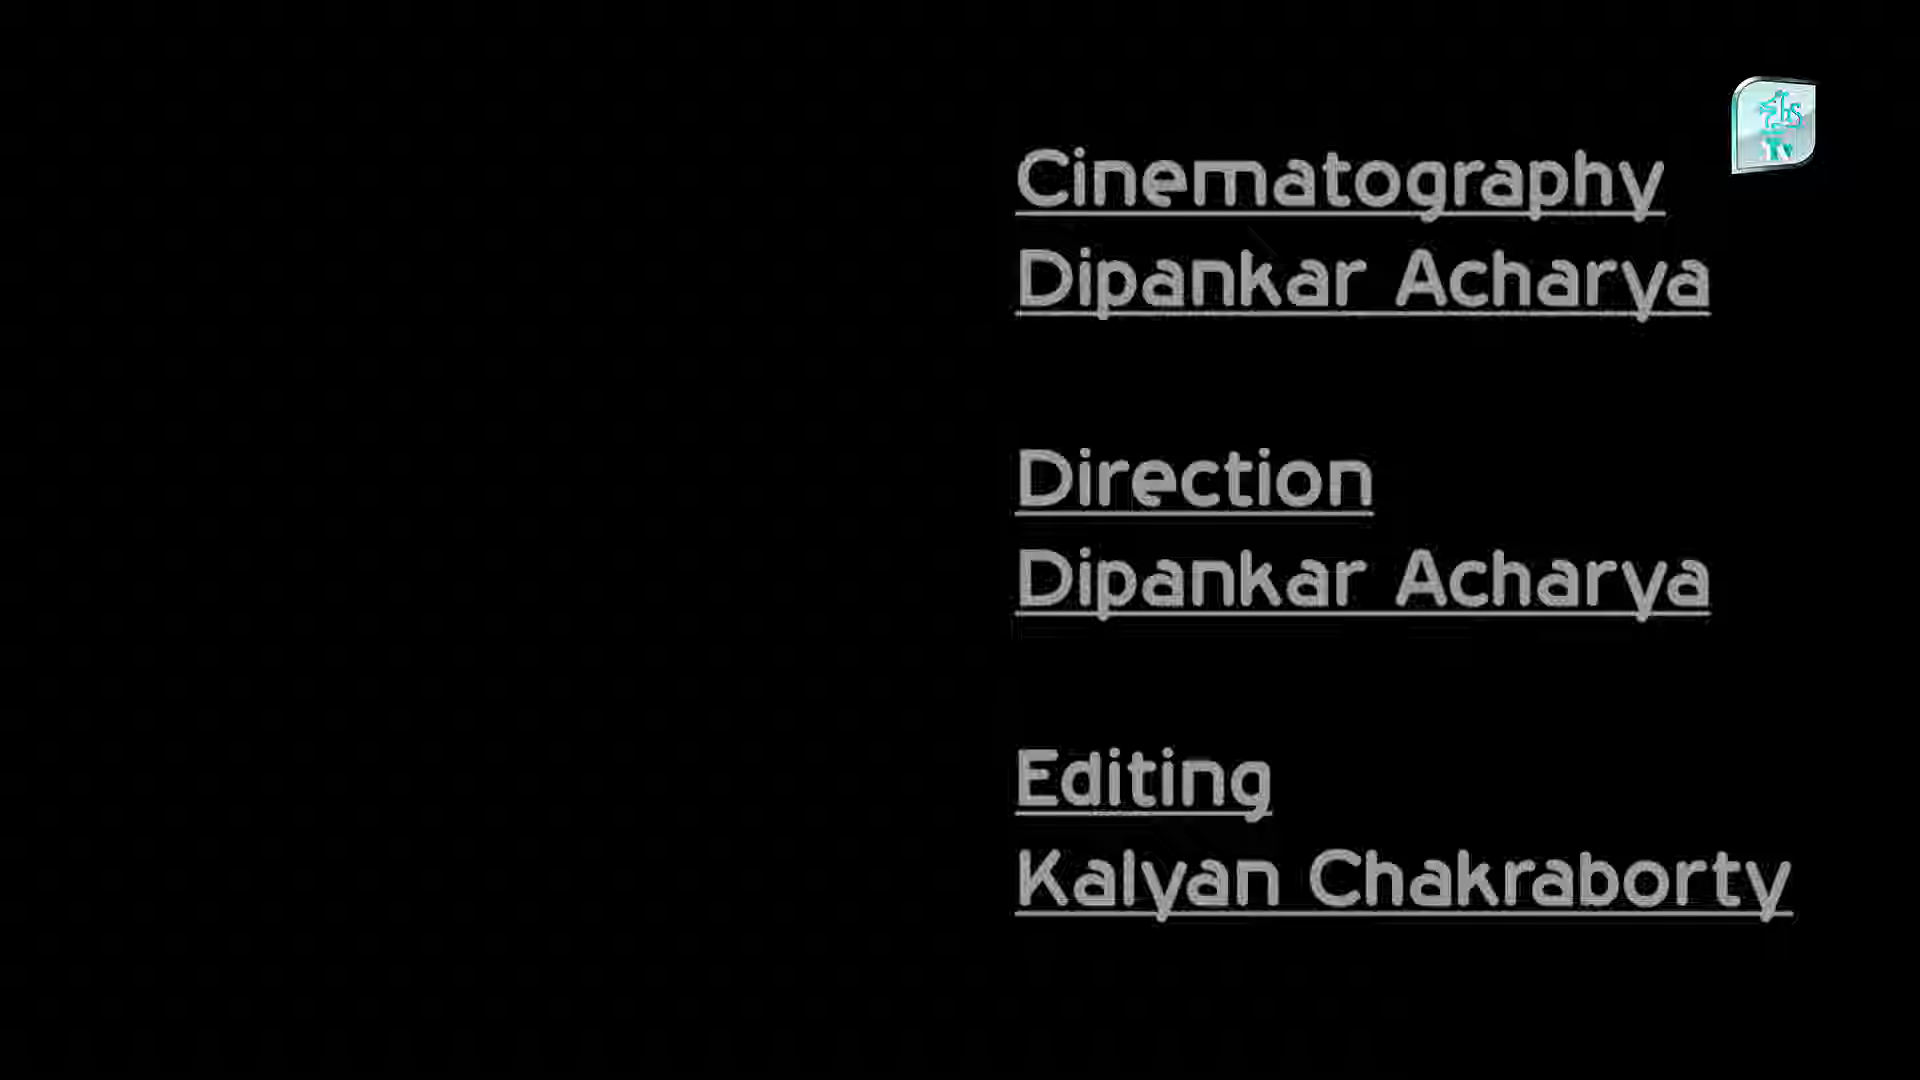 Cinematography
Dipankar Acharya
Direction
Dipankar Acharya
Editing
Kalyan Chakraborty